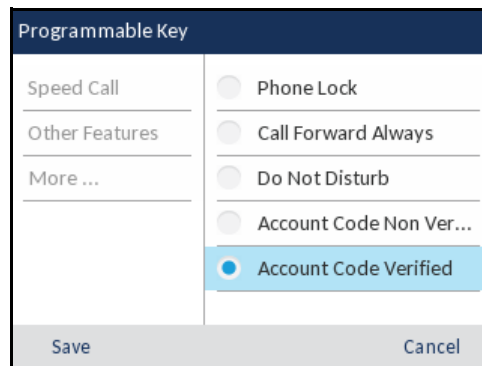 Programmable Key
Speed Call
Other Features
More ...
Phone Lock
Call Forward Always
Do Not Disturb
Account Code Non Ver...
Account Code Verified
Save
Cancel